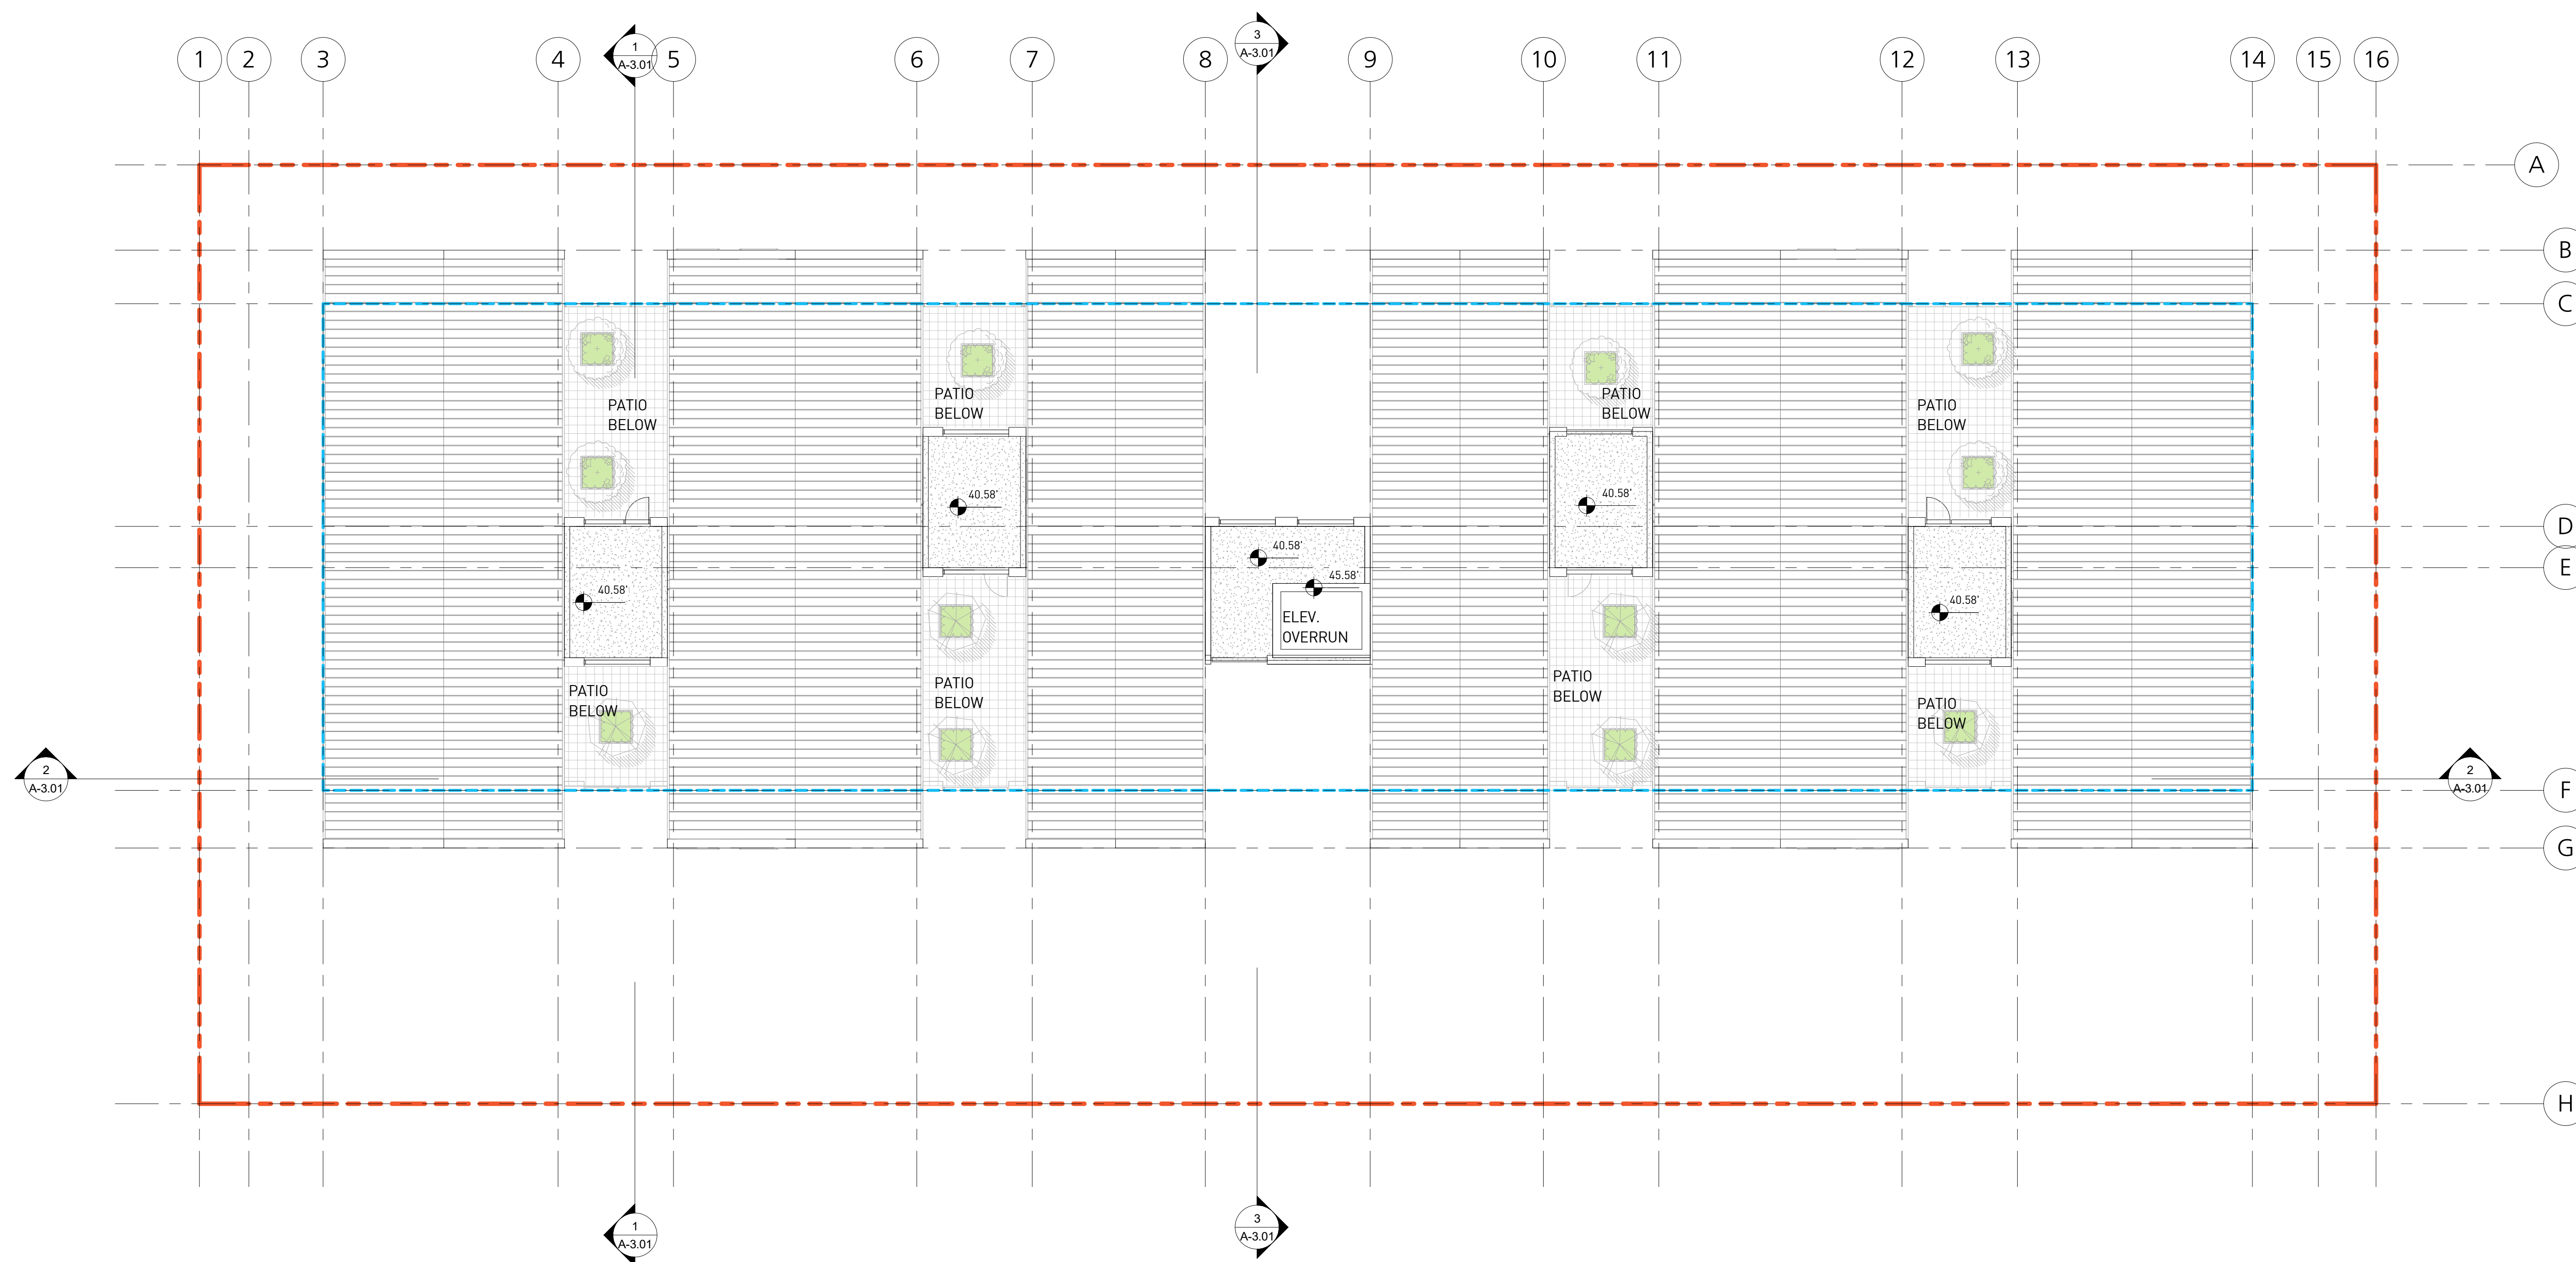 3
A-3.01
1
A-3.01
1
2
3
4
5
6
7
8
9
10
11
12
13
14
15
16
A
B
C
PATIO
BELOW
PATIO
BELOW
PATIO
BELOW
PATIO
BELOW
40.58'
40.58'
D
40.58'
E
45.58'
40.58'
40.58'
ELEV.
OVERRUN
PATIO
BELOW
PATIO
BELOW
PATIO
BELOW
PATIO
BELOW
2
A-3.01
2
A-3.01
F
G
H
1
A-3.01
3
A-3.01